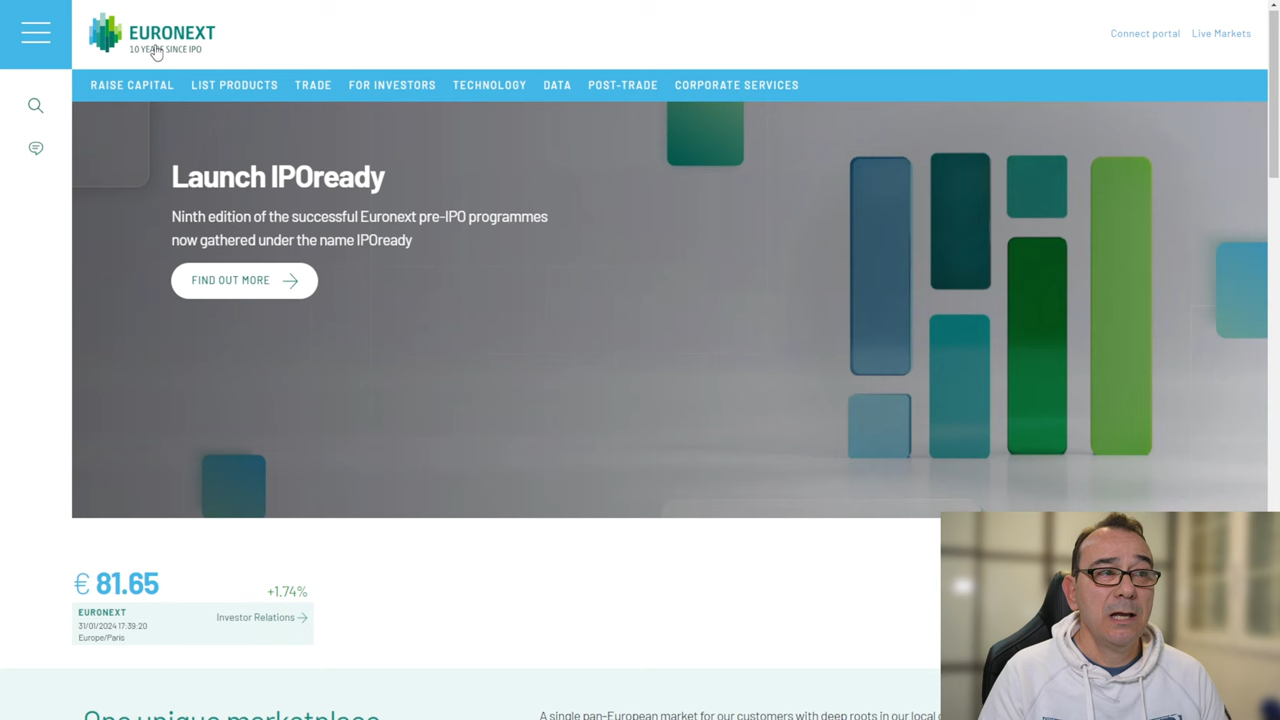 EURONEXT
10 YEARS SINCE IPO
Connect portal
Live Markets
RAISE CAPITAL
LIST PRODUCTS
TRADE
FOR INVESTORS
TECHNOLOGY
DATA
POST-TRADE
CORPORATE SERVICES
Launch IPOready
Ninth edition of the successful Euronext pre-IPO programmes
now gathered under the name IPOready
FIND OUT MORE
€ 81.65
+1.74%
EURONEXT
Investor Relations
31/01/2024 17:39:20
Europe/Paris
One unique marketplace
A single pan-European market for our customers with deep roots in our local